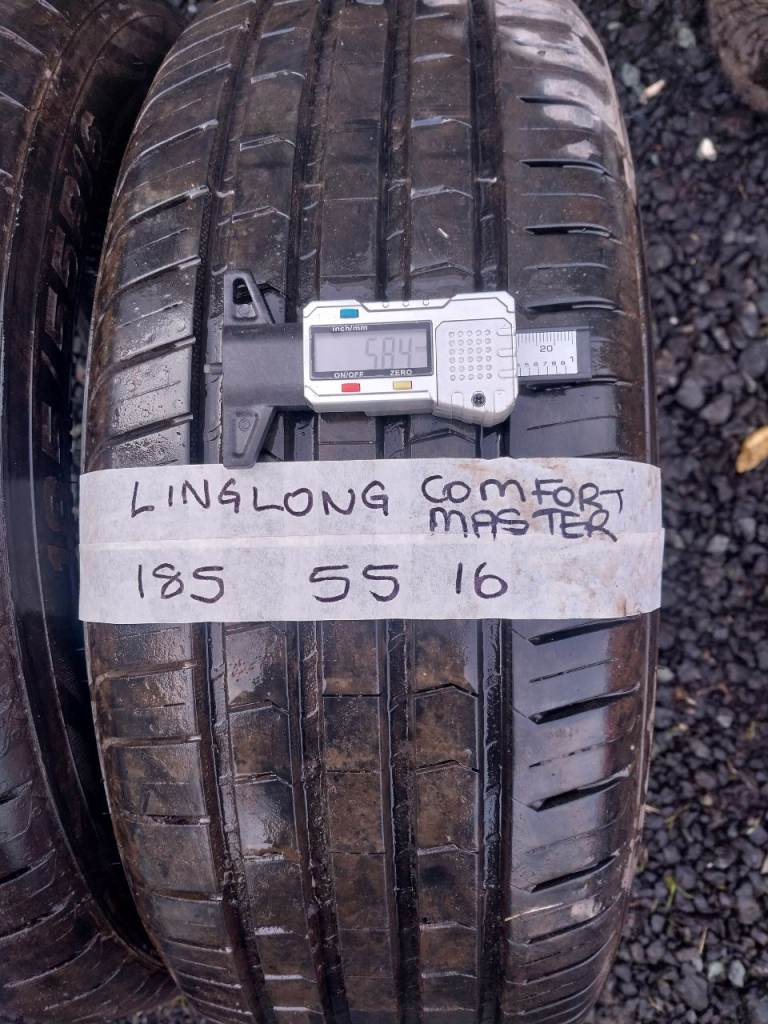 inch/mm
5.84
ON/OFF ZERO
20
LINGLONG COMFORT
MASTER
185 55 16